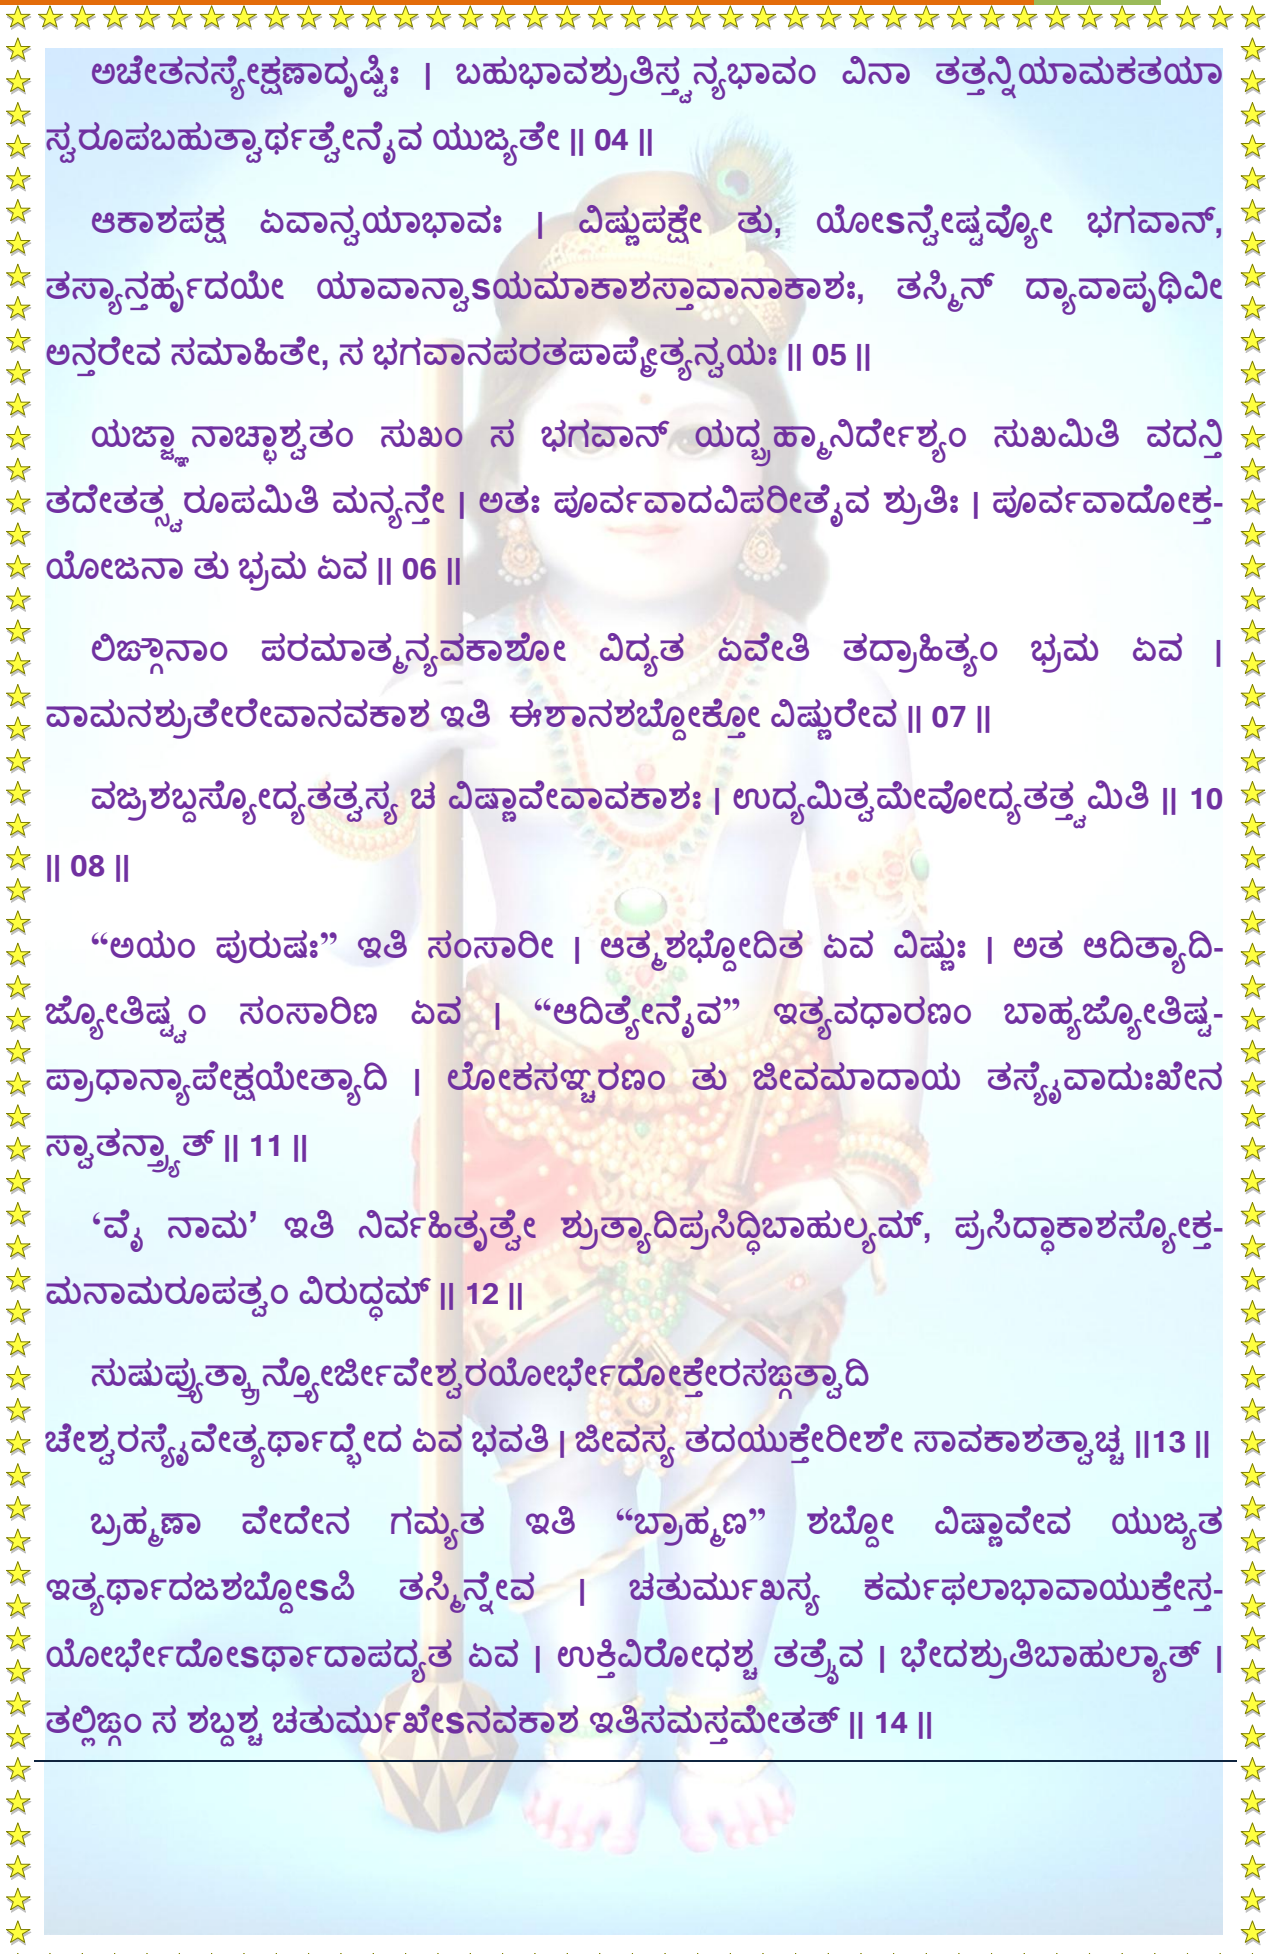 ಅಚೇತನಸ್ಯೇಕ್ಷಣಾದೃಷ್ಟಿಃ | ಬಹುಭಾವಶ್ರುತಿಸ್ತ್ವನ್ಯಭಾವಂ ವಿನಾ ತತ್ತನ್ನಿಯಾಮಕತಯಾ
ಸ್ವರೂಪಬಹುತ್ವಾರ್ಥತ್ವೇನೈವ ಯುಜ್ಯತೇ || 04 ||
ಆಕಾಶಪಕ್ಷ ಏವಾನ್ವಯಾಭಾವಃ | ವಿಷ್ಣುಪಕ್ಷೇ ತು, ಯೋsನ್ವೇಷ್ಟವ್ಯೋ ಭಗವಾನ್,
ತಸ್ಯಾನ್ತರ್ಹೃದಯೇ ಯಾವಾನ್ವಾsಯಮಾಕಾಶಸ್ತಾವಾನಾಕಾಶಃ, ತಸ್ಮಿನ್ ದ್ಯಾವಾಪೃಥಿವೀ
ಅನ್ತರೇವ ಸಮಾಹಿತೇ, ಸ ಭಗವಾನಪರತಪಾಪ್ಮೇತ್ಯನ್ವಯಃ || 05 ||
ಯಜ್ಜ್ಞಾನಾಚ್ಛಾಶ್ವತಂ ಸುಖಂ ಸ ಭಗವಾನ್ ಯದ್ಬ್ರಹ್ಮಾನಿರ್ದೇಶ್ಯಂ ಸುಖಮಿತಿ ವದನ್ತಿ
ತದೇತತ್ಸ್ವರೂಪಮಿತಿ ಮನ್ಯನ್ತೇ | ಅತಃ ಪೂರ್ವವಾದವಿಪರೀತೈವ ಶ್ರುತಿಃ | ಪೂರ್ವವಾದೋಕ್ತ-
ಯೋಜನಾ ತು ಭ್ರಮ ಏವ || 06 ||
ಲಿಙ್ಗಾನಾಂ ಪರಮಾತ್ಮನ್ಯವಕಾಶೋ ವಿದ್ಯತ ಏವೇತಿ ತದ್ರಾಹಿತ್ಯಂ ಭ್ರಮ ಏವ |
ವಾಮನಶ್ರುತೇರೇವಾನವಕಾಶ ಇತಿ ಈಶಾನಶಬ್ದೋಕ್ತೋ ವಿಷ್ಣುರೇವ || 07 ||
ವಜ್ರಶಬ್ದಸ್ಯೋದ್ಯತತ್ವಸ್ಯ ಚ ವಿಷ್ಣಾವೇವಾವಕಾಶಃ | ಉದ್ಯಮಿತ್ವಮೇವೋದ್ಯತತ್ತ್ವಮಿತಿ || 10
|| 08 ||
“ಅಯಂ ಪುರುಷಃ” ಇತಿ ಸಂಸಾರೀ | ಆತ್ಮಶಭ್ದೋದಿತ ಏವ ವಿಷ್ಣುಃ | ಅತ ಆದಿತ್ಯಾದಿ-
ಜ್ಯೋತಿಷ್ಟ್ವಂ ಸಂಸಾರಿಣ ಏವ | “ಆದಿತ್ಯೇನೈವ” ಇತ್ಯವಧಾರಣಂ ಬಾಹ್ಯಜ್ಯೋತಿಷ್ಟ-
ಪ್ರಾಧಾನ್ಯಾಪೇಕ್ಷಯೇತ್ಯಾದಿ | ಲೋಕಸಞ್ಚರಣಂ ತು ಜೀವಮಾದಾಯ ತಸ್ಯೈವಾದುಃಖೇನ
ಸ್ವಾತನ್ತ್ರ್ಯಾತ್ || 11 ||
‘ವೈ ನಾಮ’ ಇತಿ ನಿರ್ವಹಿತೃತ್ವೇ ಶ್ರುತ್ಯಾದಿಪ್ರಸಿದ್ಧಿಬಾಹುಲ್ಯಮ್, ಪ್ರಸಿದ್ಧಾಕಾಶಸ್ಯೋಕ್ತ-
ಮನಾಮರೂಪತ್ವಂ ವಿರುದ್ಧಮ್ || 12 ||
ಸುಷುಪ್ತ್ಯುತ್ಕ್ರಾನ್ತ್ಯೋರ್ಜೀವೇಶ್ವರಯೋರ್ಭೇದೋಕ್ತೇರಸಙ್ಗತ್ವಾದಿ
ಚೇಶ್ವರಸ್ಯೈವೇತ್ಯರ್ಥಾದ್ಭೇದ ಏವ ಭವತಿ | ಜೀವಸ್ಯ ತದಯುಕ್ತೇರೀಶೇ ಸಾವಕಾಶತ್ವಾಚ್ಚ ||13 ||
ಬ್ರಹ್ಮಣಾ ವೇದೇನ ಗಮ್ಯತ ಇತಿ “ಬ್ರಾಹ್ಮಣ” ಶಬ್ದೋ ವಿಷ್ಣಾವೇವ ಯುಜ್ಯತ
ಇತ್ಯರ್ಥಾದಜಶಬ್ದೋsಪಿ ತಸ್ಮಿನ್ನೇವ | ಚತುರ್ಮುಖಸ್ಯ ಕರ್ಮಫಲಾಭಾವಾಯುಕ್ತೇಸ್ತ-
ಯೋರ್ಭೇದೋsರ್ಥಾದಾಪದ್ಯತ ಏವ | ಉಕ್ತಿವಿರೋಧಶ್ಚ ತತ್ರೈವ | ಭೇದಶ್ರುತಿಬಾಹುಲ್ಯಾತ್ |
ತಲ್ಲಿಙ್ಗಂ ಸ ಶಬ್ದಶ್ಚ ಚತುರ್ಮುಖೇsನವಕಾಶ ಇತಿಸಮಸ್ತಮೇತತ್ || 14 ||